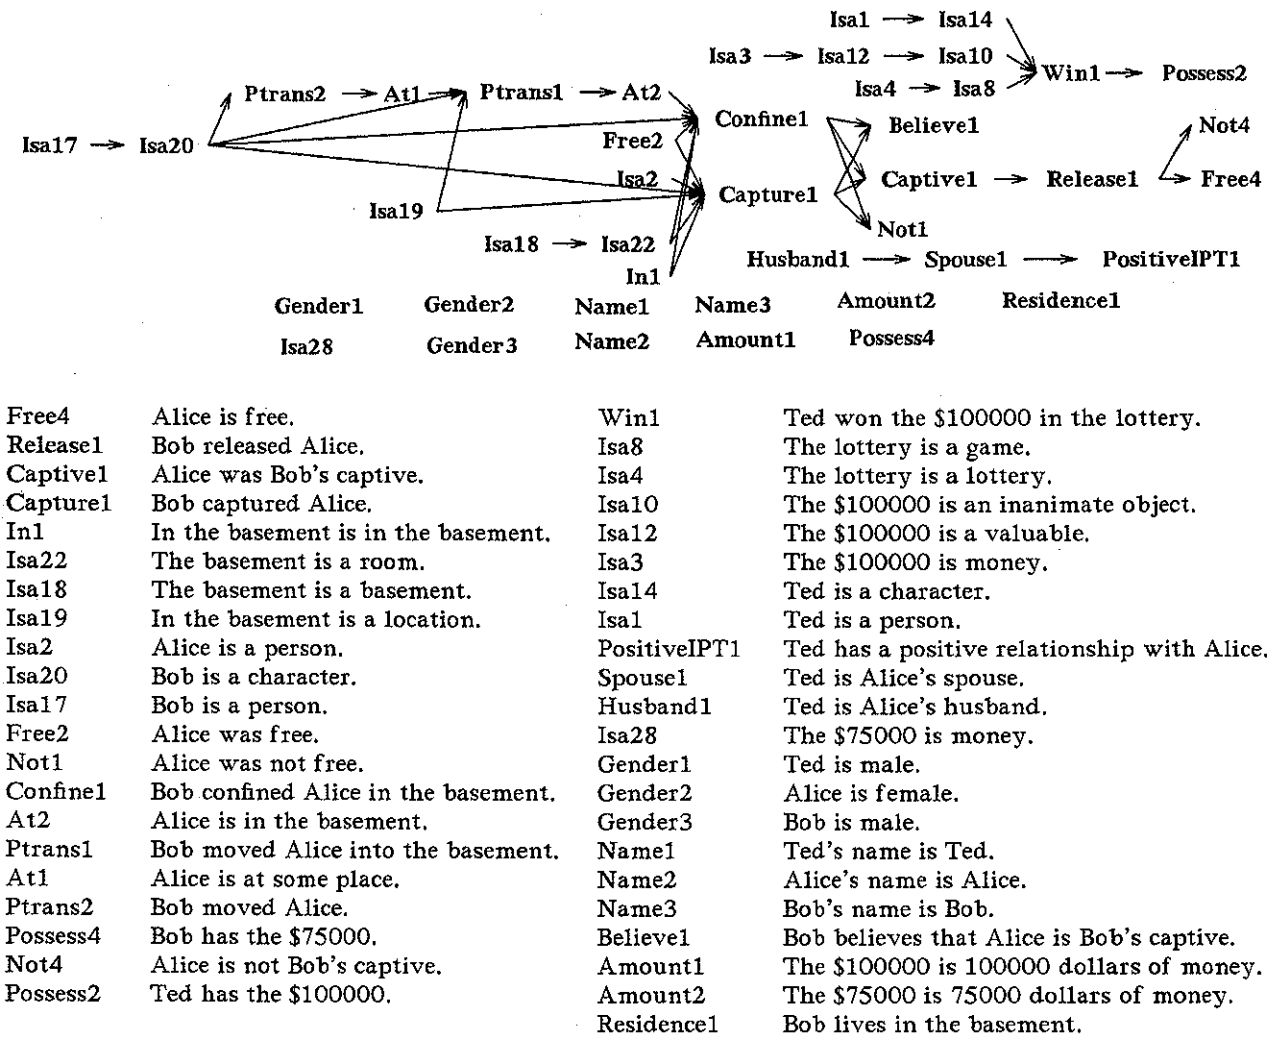 Isa1 Isa14
Isa3 Isa12 Isa10
Win1 Possess2
Isa4 Isa8
Ptrans2 At1 Ptrans1 At2
Confine1 Believe1 Not4
Isa17 Isa20 Free2
Isa2 Captive1 Release1 Free4
Capture1
Isa19
Not1
Isa18 Isa22
Husband1 Spouse1 PositiveIPT1
In1
Gender1 Gender2 Name1 Name3 Amount2 Residence1
Isa28 Gender3 Name2 Amount1 Possess4
Free4 Alice is free.
Release1 Bob released Alice.
Captive1 Alice was Bob's captive.
Capture1 Bob captured Alice.
In1 In the basement is in the basement.
Isa22 The basement is a room.
Isa18 The basement is a basement.
Isa19 In the basement is a location.
Isa2 Alice is a person.
Isa20 Bob is a character.
Isa17 Bob is a person.
Free2 Alice was free.
Not1 Alice was not free.
Confine1 Bob confined Alice in the basement.
At2 Alice is in the basement.
Ptrans1 Bob moved Alice into the basement.
At1 Alice is at some place.
Ptrans2 Bob moved Alice.
Possess4 Bob has the $75000.
Not4 Alice is not Bob's captive.
Possess2 Ted has the $100000.
Win1 Ted won the $100000 in the lottery.
Isa8 The lottery is a game.
Isa4 The lottery is a lottery.
Isa10 The $100000 is an inanimate object.
Isa12 The $100000 is a valuable.
Isa3 The $100000 is money.
Isa14 Ted is a character.
Isa1 Ted is a person.
PositiveIPT1 Ted has a positive relationship with Alice.
Spouse1 Ted is Alice's spouse.
Husband1 Ted is Alice's husband.
Isa28 The $75000 is money.
Gender1 Ted is male.
Gender2 Alice is female.
Gender3 Bob is male.
Name1 Ted's name is Ted.
Name2 Alice's name is Alice.
Name3 Bob's name is Bob.
Believe1 Bob believes that Alice is Bob's captive.
Amount1 The $100000 is 100000 dollars of money.
Amount2 The $75000 is 75000 dollars of money.
Residence1 Bob lives in the basement.